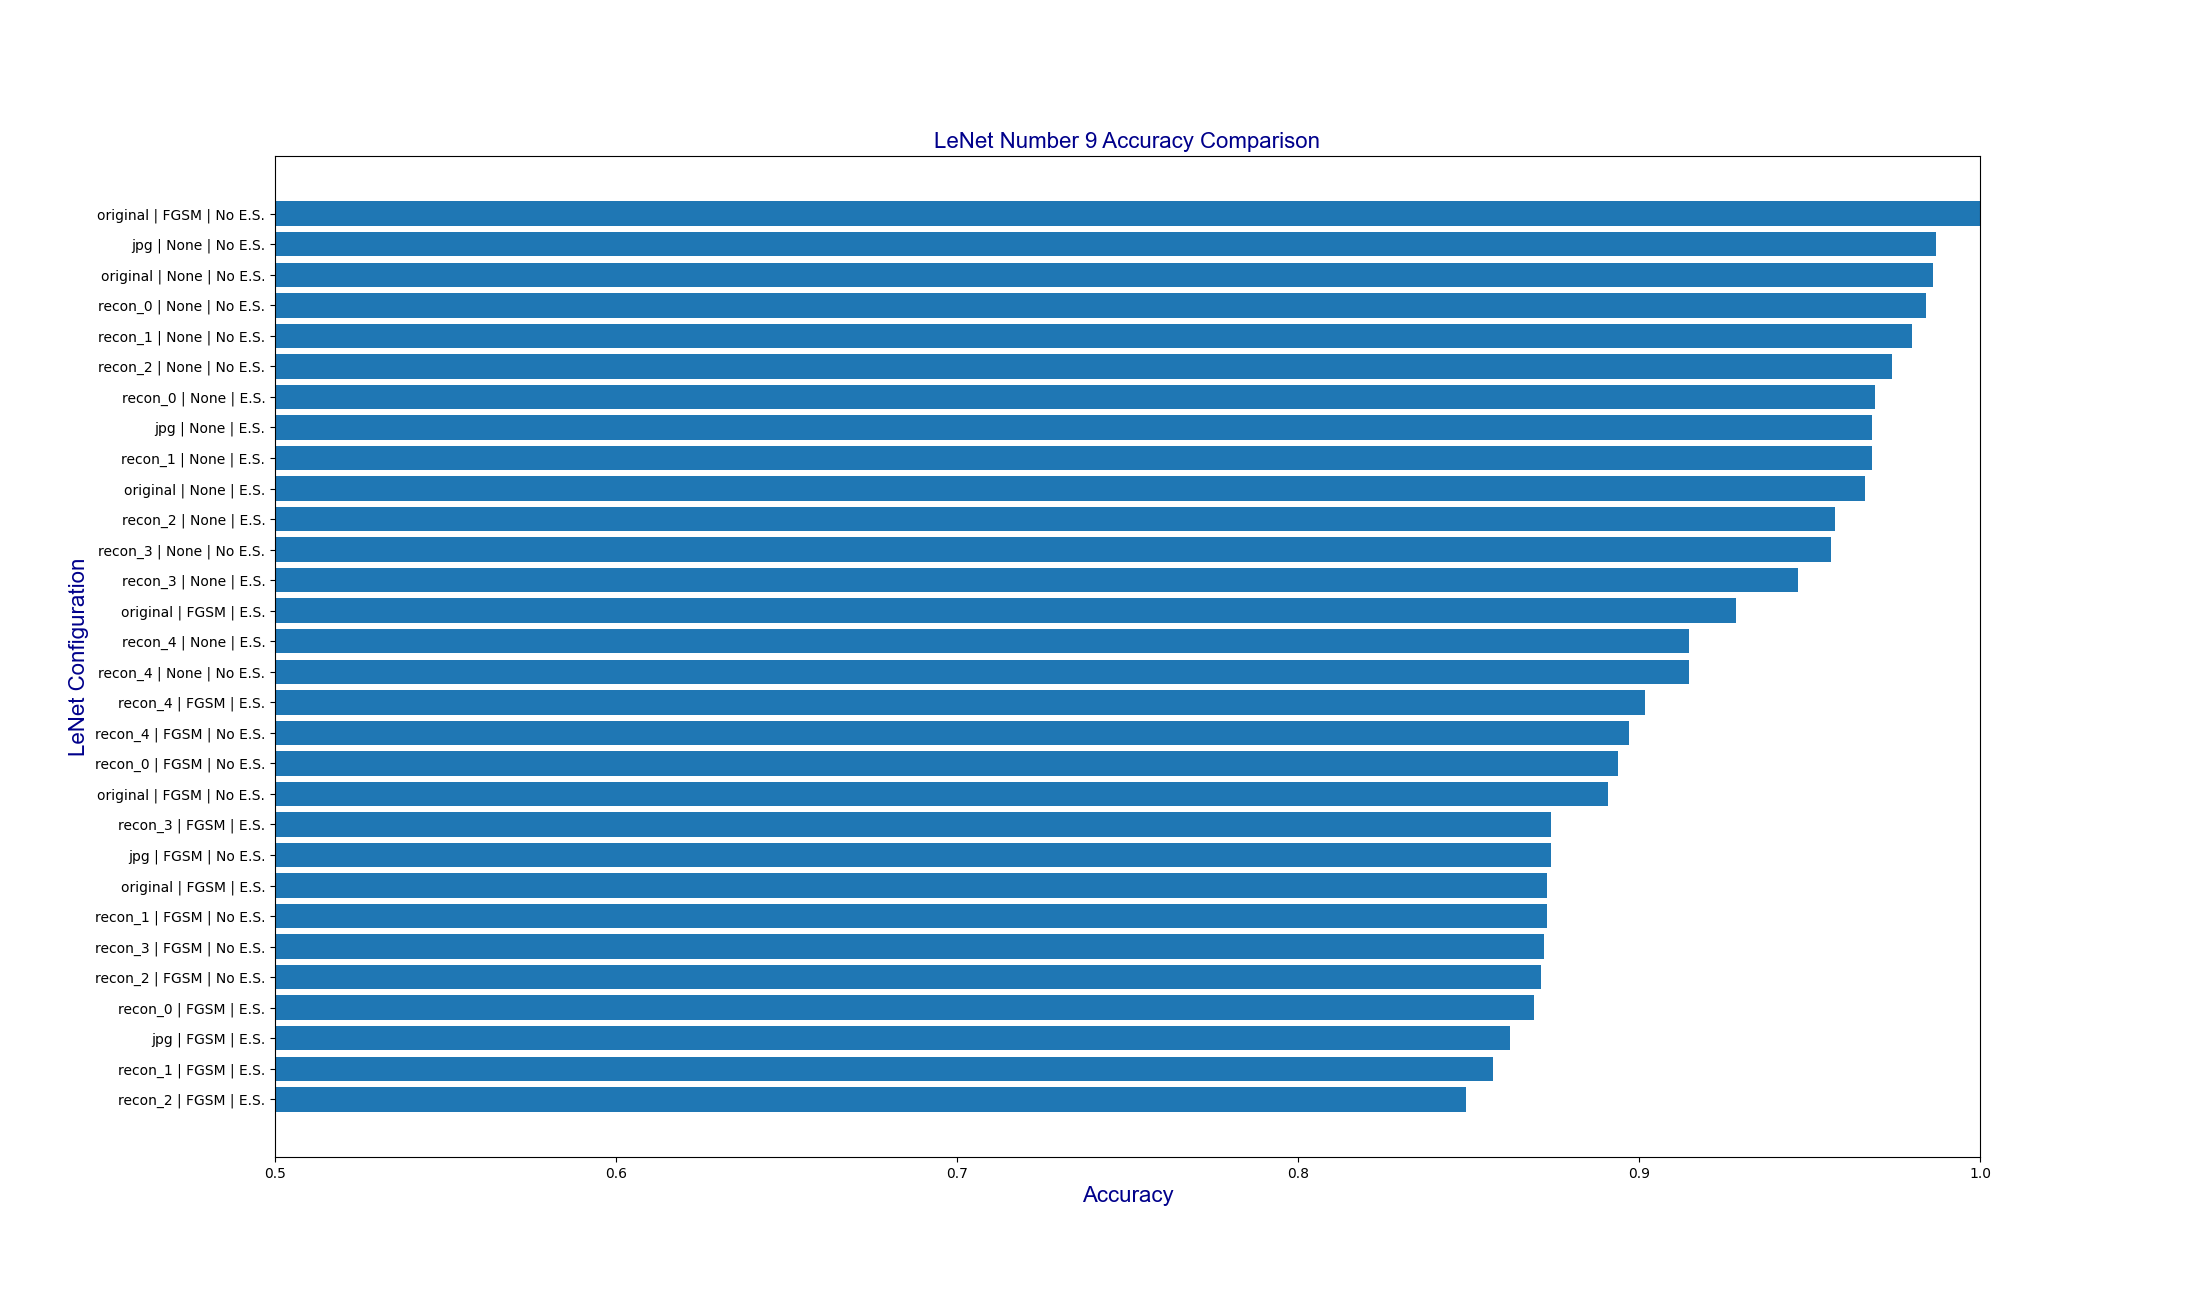 LeNet Number 9 Accuracy Comparison
original | FGSM | No E.S.
jpg | None | No E.S.
original | None | No E.S.
recon_0 | None | No E.S.
recon_1 | None | No E.S.
recon_2 | None | No E.S.
recon_0 | None | E.S.
jpg | None | E.S.
recon_1 | None | E.S.
original | None | E.S.
recon_2 | None | E.S.
recon_3 | None | No E.S.
recon_3 | None | E.S.
original | FGSM | E.S.
recon_4 | None | E.S.
recon_4 | None | No E.S.
recon_4 | FGSM | E.S.
recon_4 | FGSM | No E.S.
recon_0 | FGSM | No E.S.
original | FGSM | No E.S.
recon_3 | FGSM | E.S.
jpg | FGSM | No E.S.
original | FGSM | E.S.
recon_1 | FGSM | No E.S.
recon_3 | FGSM | No E.S.
recon_2 | FGSM | No E.S.
recon_0 | FGSM | E.S.
jpg | FGSM | E.S.
recon_1 | FGSM | E.S.
recon_2 | FGSM | E.S.
LeNet Configuration
0.5 0.6 0.7 0.8 0.9 1.0
Accuracy